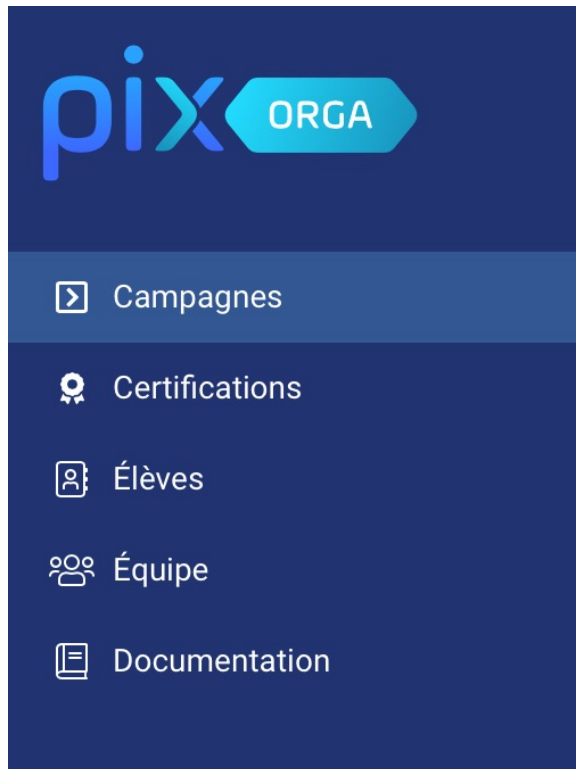 pix ORGA
Campagnes
Certifications
Élèves
Équipe
Documentation